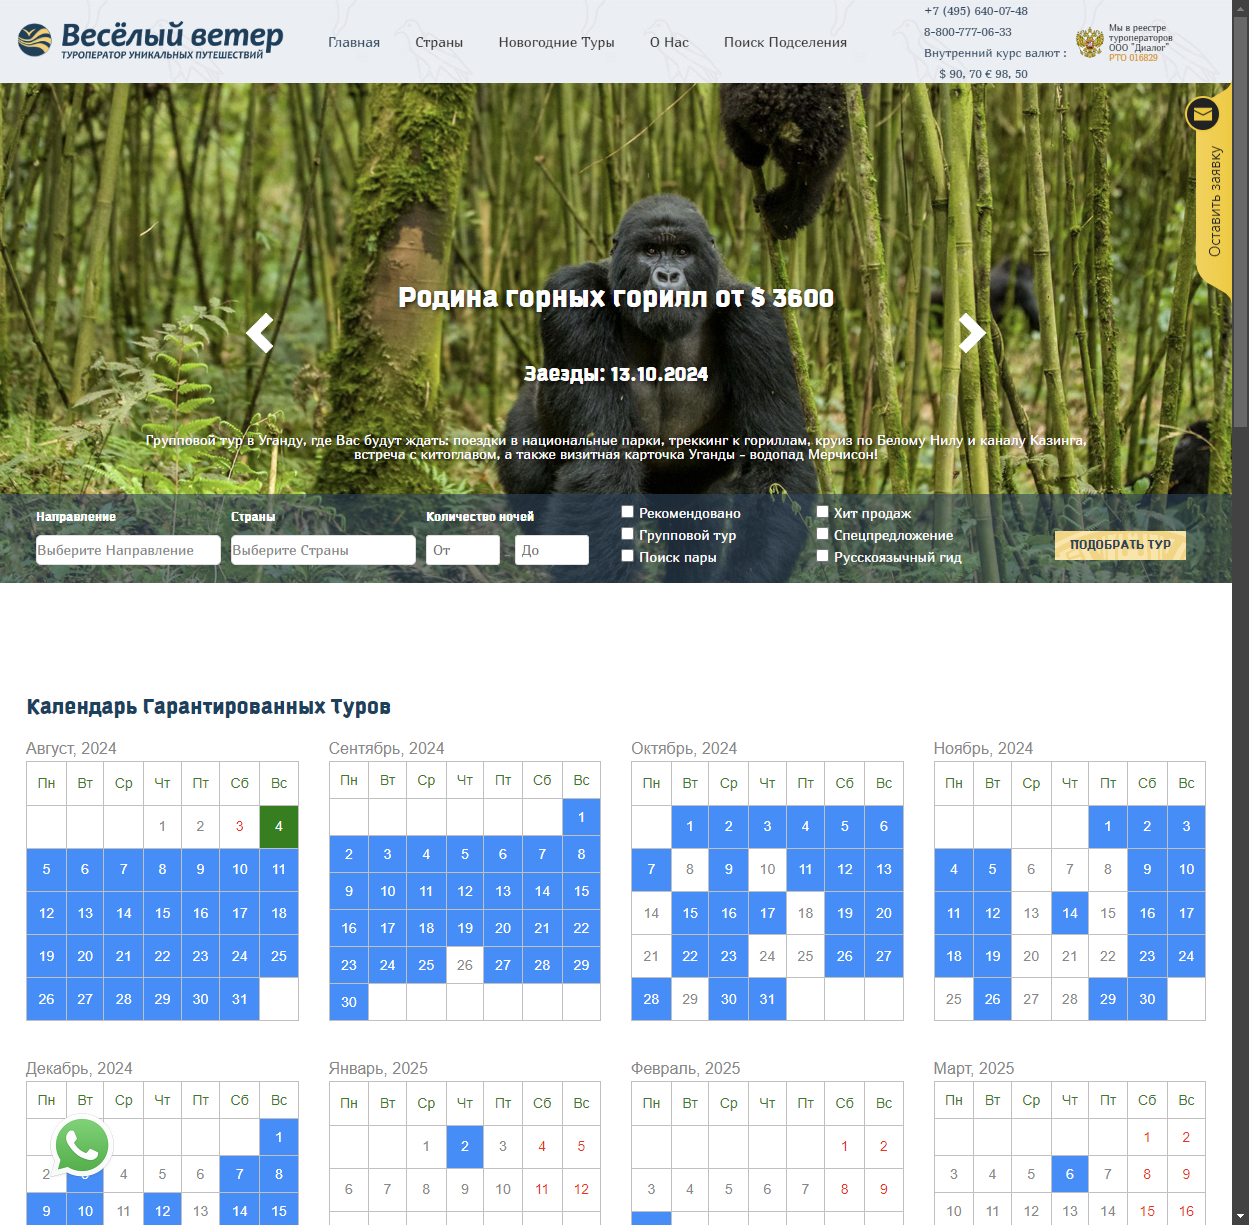 Весёлый ветер
ТУРОПЕРАТОР УНИКАЛЬНЫХ ПУТЕШЕСТВИЙ
Главная Страны Новогодние Туры О Нас Поиск Подселения
+7 (495) 640-07-48
8-800-777-06-33
Внутренний курс валют :
$ 90, 70 € 98, 50
Мы в реестре
туроператоров
ООО "Диалог"
РТО 016829
Оставить заявку
Родина горных горилл от $ 3600
Заезды: 13.10.2024
Групповой тур в Уганду, где Вас будут ждать: поездки в национальные парки, треккинг к гориллам, круиз по Белому Нилу и каналу Казинга,
встреча с китоглавом, а также визитная карточка Уганды - водопад Мерчисон!
Направление Страны Количество ночей
Выберите Направление Выберите Страны От До
Рекомендовано
Групповой тур
Поиск пары
Хит продаж
Спецпредложение
Русскоязычный гид
ПОДОБРАТЬ ТУР
Календарь Гарантированных Туров
Август, 2024
Пн Вт Ср Чт Пт Сб Вс
1 2 3 4
5 6 7 8 9 10 11
12 13 14 15 16 17 18
19 20 21 22 23 24 25
26 27 28 29 30 31
Сентябрь, 2024
Пн Вт Ср Чт Пт Сб Вс
1
2 3 4 5 6 7 8
9 10 11 12 13 14 15
16 17 18 19 20 21 22
23 24 25 26 27 28 29
30
Октябрь, 2024
Пн Вт Ср Чт Пт Сб Вс
1 2 3 4 5 6
7 8 9 10 11 12 13
14 15 16 17 18 19 20
21 22 23 24 25 26 27
28 29 30 31
Ноябрь, 2024
Пн Вт Ср Чт Пт Сб Вс
1 2 3
4 5 6 7 8 9 10
11 12 13 14 15 16 17
18 19 20 21 22 23 24
25 26 27 28 29 30
Декабрь, 2024
Пн Вт Ср Чт Пт Сб Вс
1
2 3 4 5 6 7 8
9 10 11 12 13 14 15
Январь, 2025
Пн Вт Ср Чт Пт Сб Вс
1 2 3 4 5
6 7 8 9 10 11 12
Февраль, 2025
Пн Вт Ср Чт Пт Сб Вс
1 2
3 4 5 6 7 8 9
Март, 2025
Пн Вт Ср Чт Пт Сб Вс
1 2
3 4 5 6 7 8 9
10 11 12 13 14 15 16